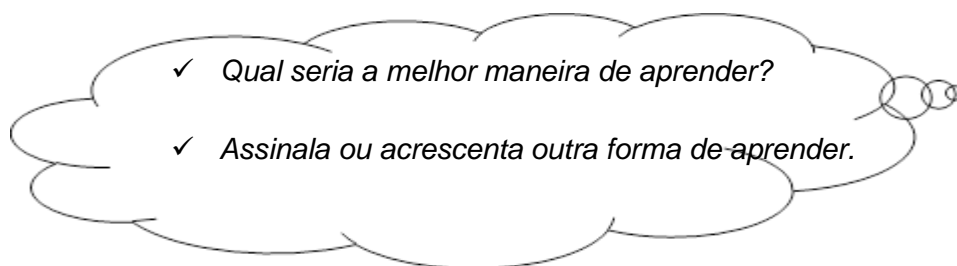 ✓ Qual seria a melhor maneira de aprender?
✓ Assinala ou acrescenta outra forma de aprender.